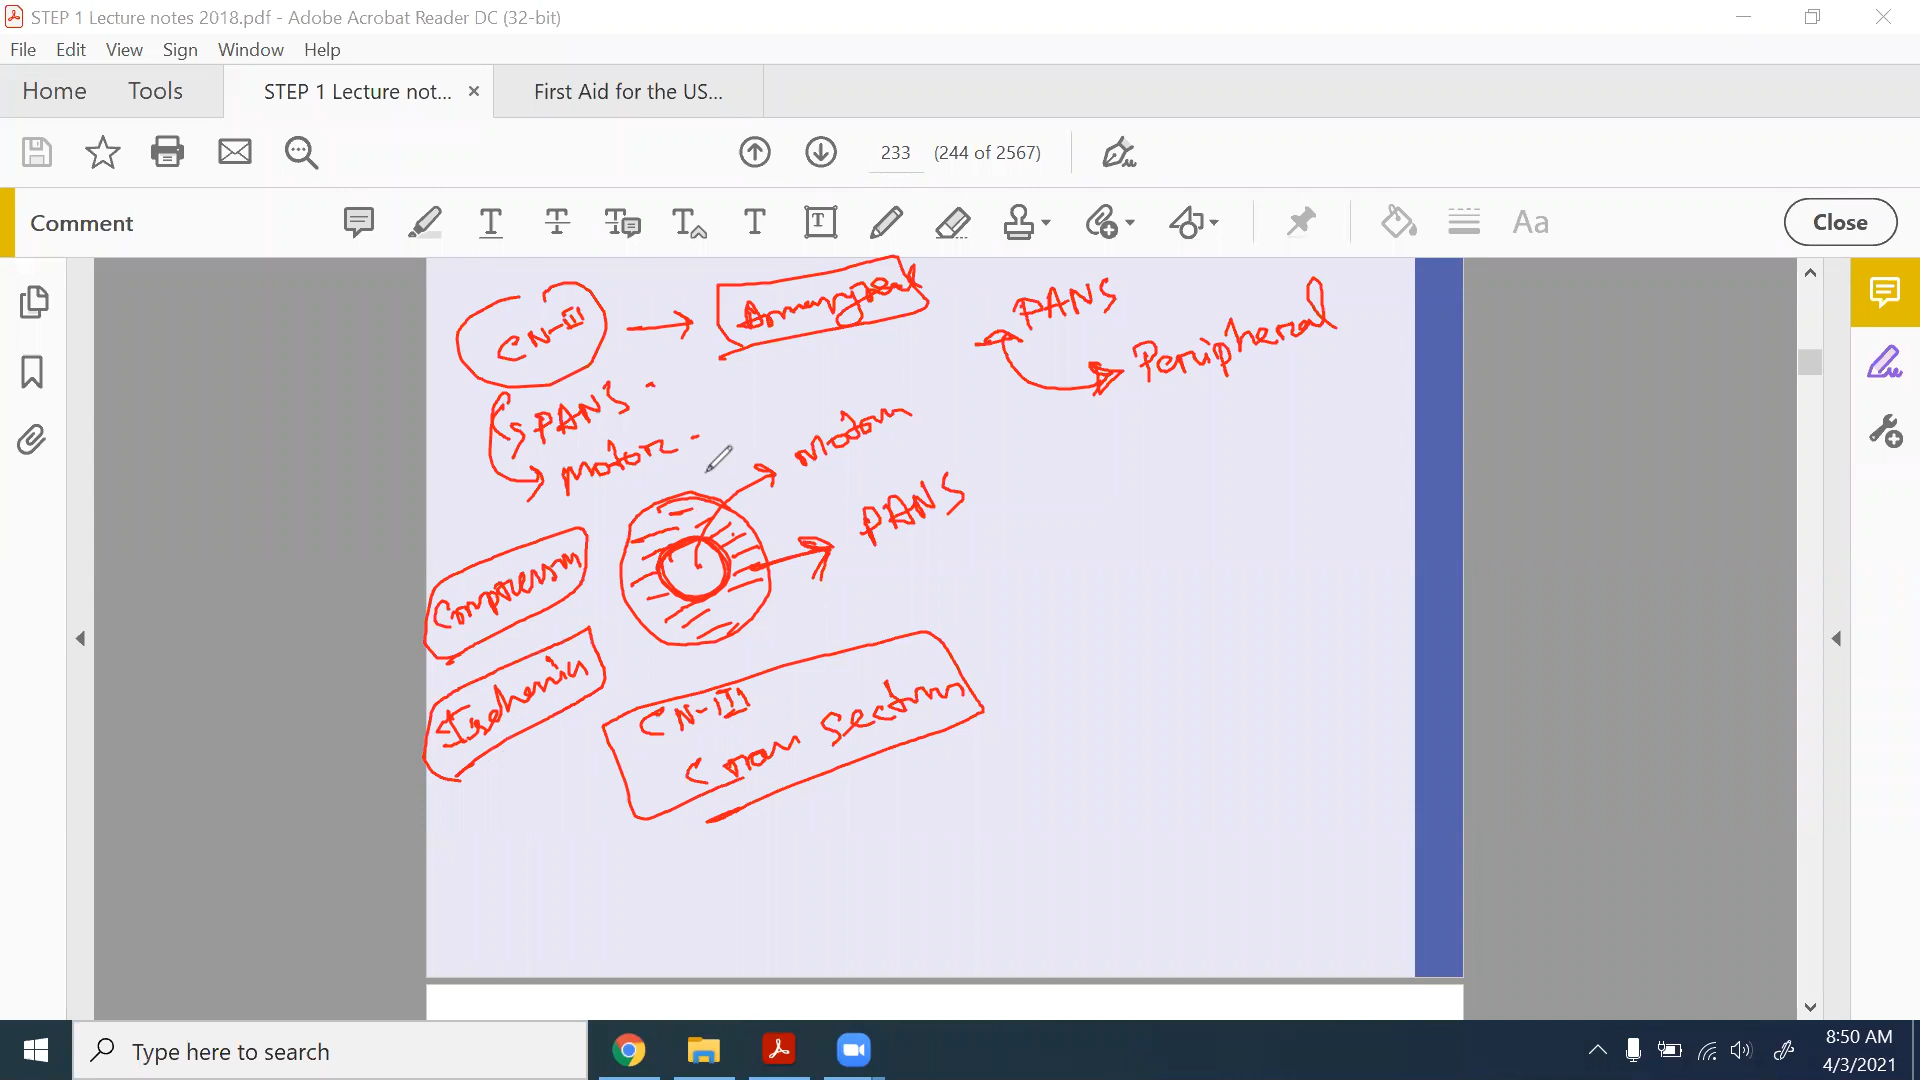 STEP 1 Lecture notes 2018.pdf - Adobe Acrobat Reader DC (32-bit)
File Edit View Sign Window Help
Home Tools STEP 1 Lecture not... × First Aid for the US...
233 (244 of 2567)
Comment Close
CN-III
PANS
Peripheral
PANS
Motor
Motor
PANS
Compression
Ischemia
CN-III
Cross section
Type here to search
8:50 AM
4/3/2021